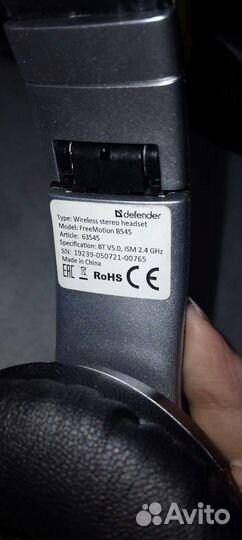 defender
Type: Wireless stereo headset
Model: FreeMotion B545
Article: 63545
Specification: BT V5.0, ISM 2.4 GHz
SN: 19239-050721-00765
Made in China
EAC RoHS CE
Avito